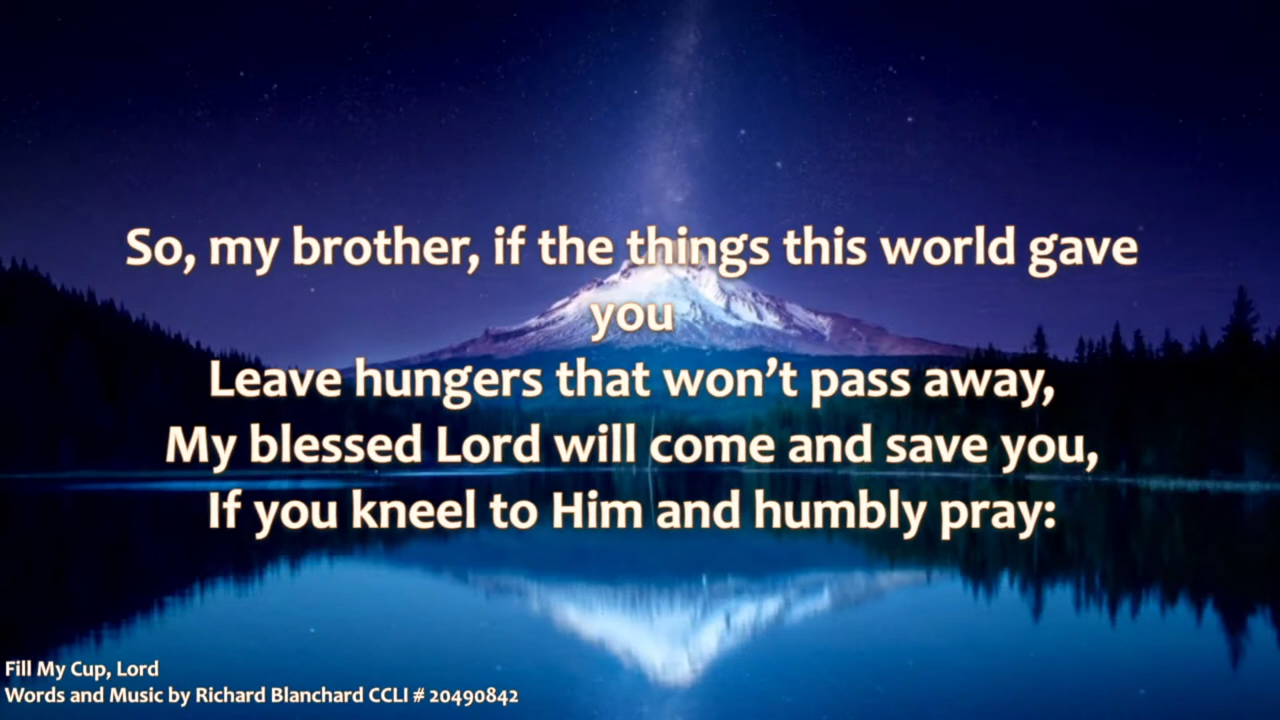 So, my brother, if the things this world gave
you
Leave hungers that won’t pass away,
My blessed Lord will come and save you,
If you kneel to Him and humbly pray:
Fill My Cup, Lord
Words and Music by Richard Blanchard CCLI # 20490842